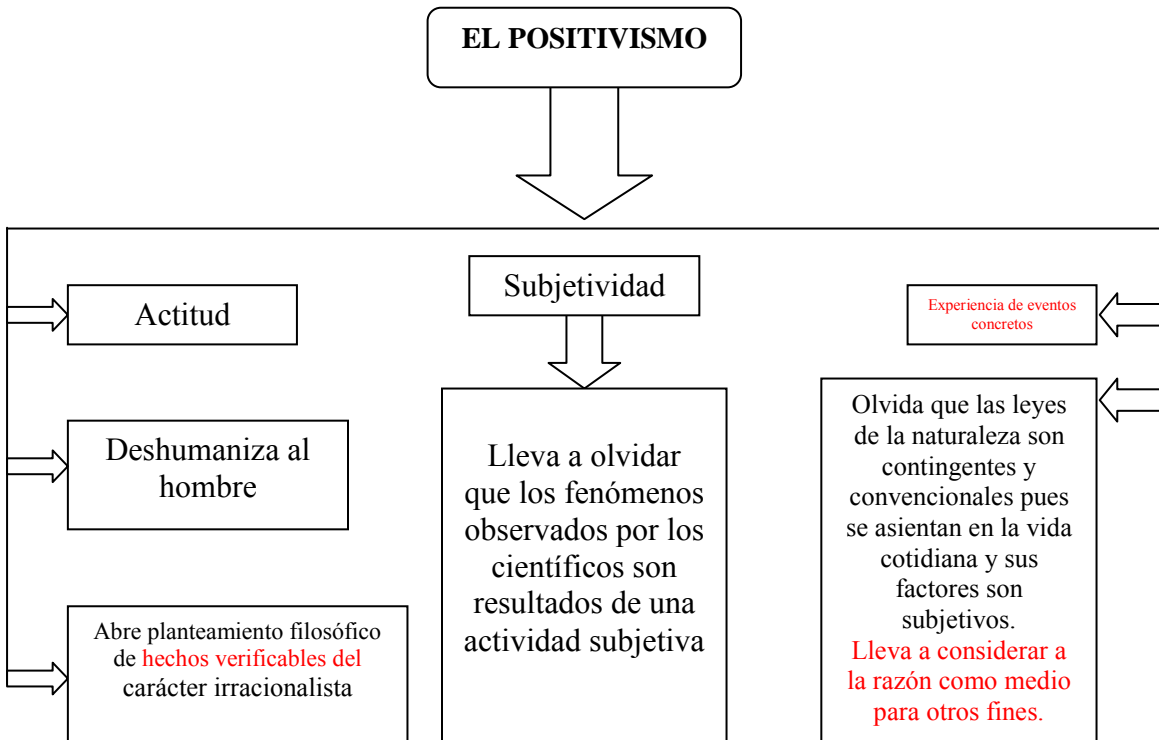 EL POSITIVISMO
Actitud
Deshumaniza al
hombre
Abre planteamiento filosófico
de hechos verificables del
carácter irracionalista
Subjetividad
Lleva a olvidar
que los fenómenos
observados por los
científicos son
resultados de una
actividad subjetiva
Experiencia de eventos
concretos
Olvida que las leyes
de la naturaleza son
contingentes y
convencionales pues
se asientan en la vida
cotidiana y sus
factores son
subjetivos.
Lleva a considerar a
la razón como medio
para otros fines.